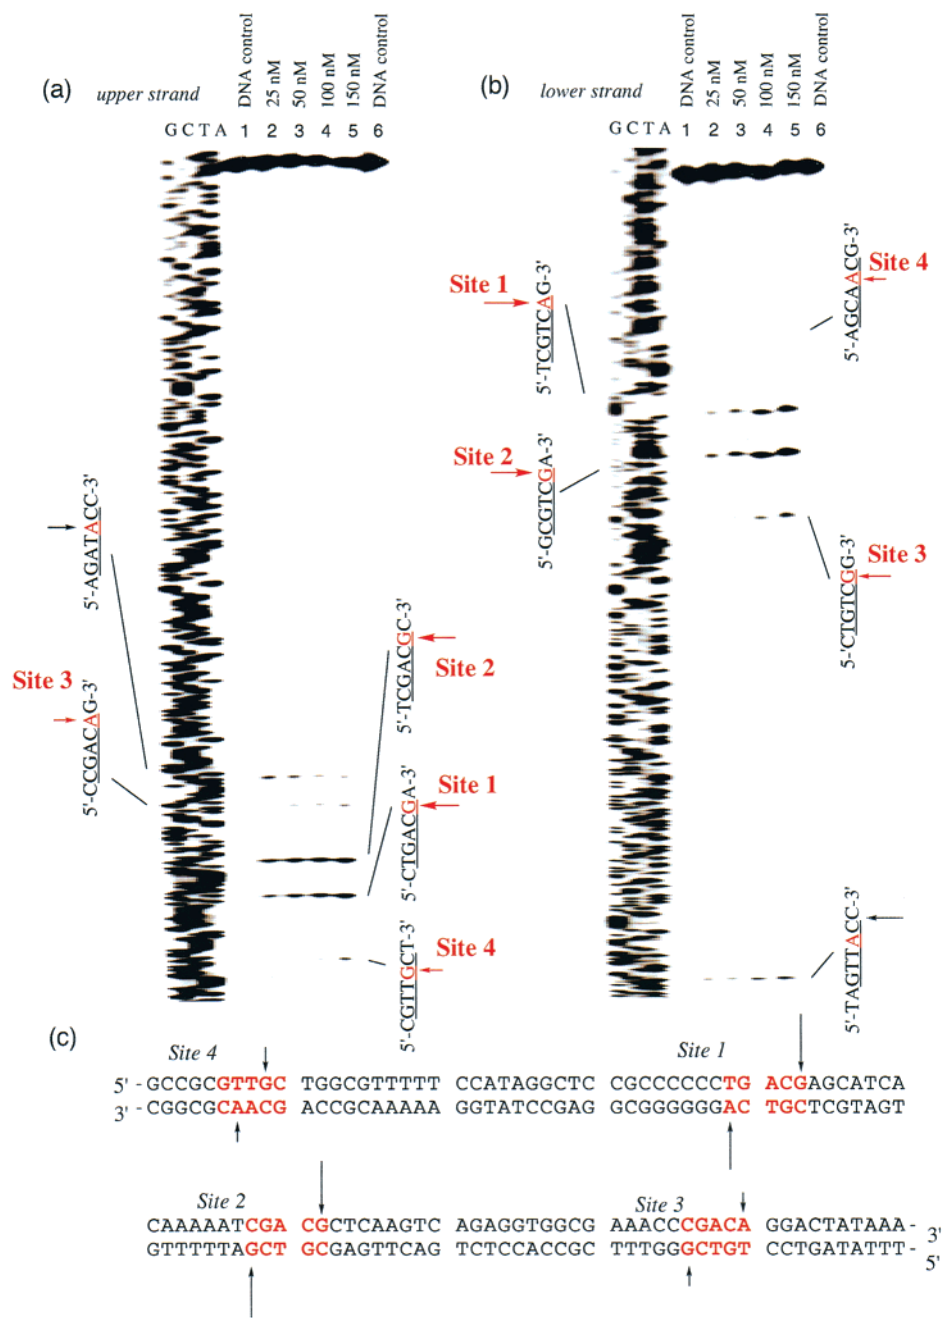 (a)
upper strand
DNA control
25 nM
50 nM
100 nM
150 nM
DNA control
G C T A 1 2 3 4 5 6
5'-AGATACC-3'
Site 3
5'-CCGACAG-3'
5'-TCGACGC-3'
Site 2
5'-CTGACGA-3'
Site 1
5'-CGTTGCT-3'
Site 4
(b)
lower strand
DNA control
25 nM
50 nM
100 nM
150 nM
DNA control
G C T A 1 2 3 4 5 6
Site 1
5'-TCGTCAG-3'
5'-AGCAACG-3'
Site 4
Site 2
5'-GCGTCGA-3'
5-'CTGTCGG-3'
Site 3
5'-TAGTTACC-3'
(c)
Site 4 Site 1
5' - GCCGCGTTGC TGGCGTTTTT CCATAGGCTC CGCCCCCCTG ACGAGCATCA
3' CGGCGCAACG ACCGCAAAAA GGTATCCGAG GCGGGGGGAC TGCTCGTAGT
Site 2 Site 3
CAAAAATCGA CGCTCAAGTC AGAGGTGGCG AAACCCGACA GGACTATAAA- 3'
GTTTTTAGCT GCGAGTTCAG TCTCCACCGC TTTGGGCTGT CCTGATATTT- 5'